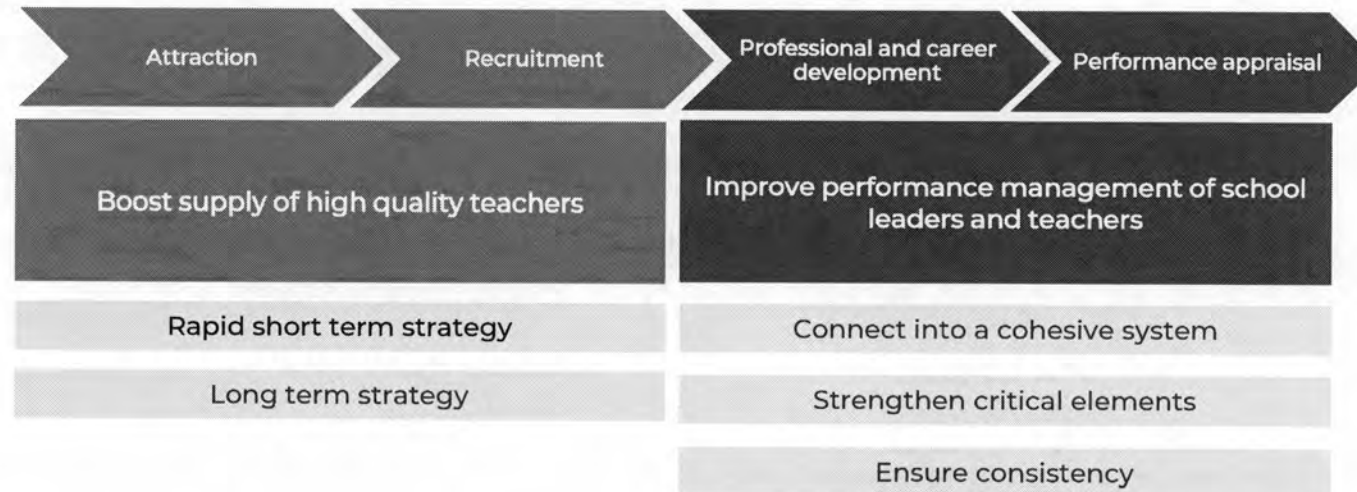 Attraction
Recruitment
Professional and career
development
Performance appraisal
Boost supply of high quality teachers
Improve performance management of school
leaders and teachers
Rapid short term strategy
Connect into a cohesive system
Long term strategy
Strengthen critical elements
Ensure consistency